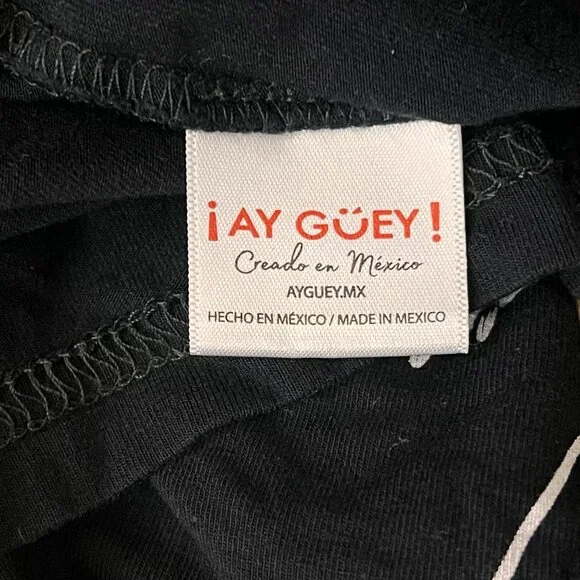 ¡AY GÜEY!
Creado en México
AYGUEY.MX
HECHO EN MÉXICO / MADE IN MEXICO